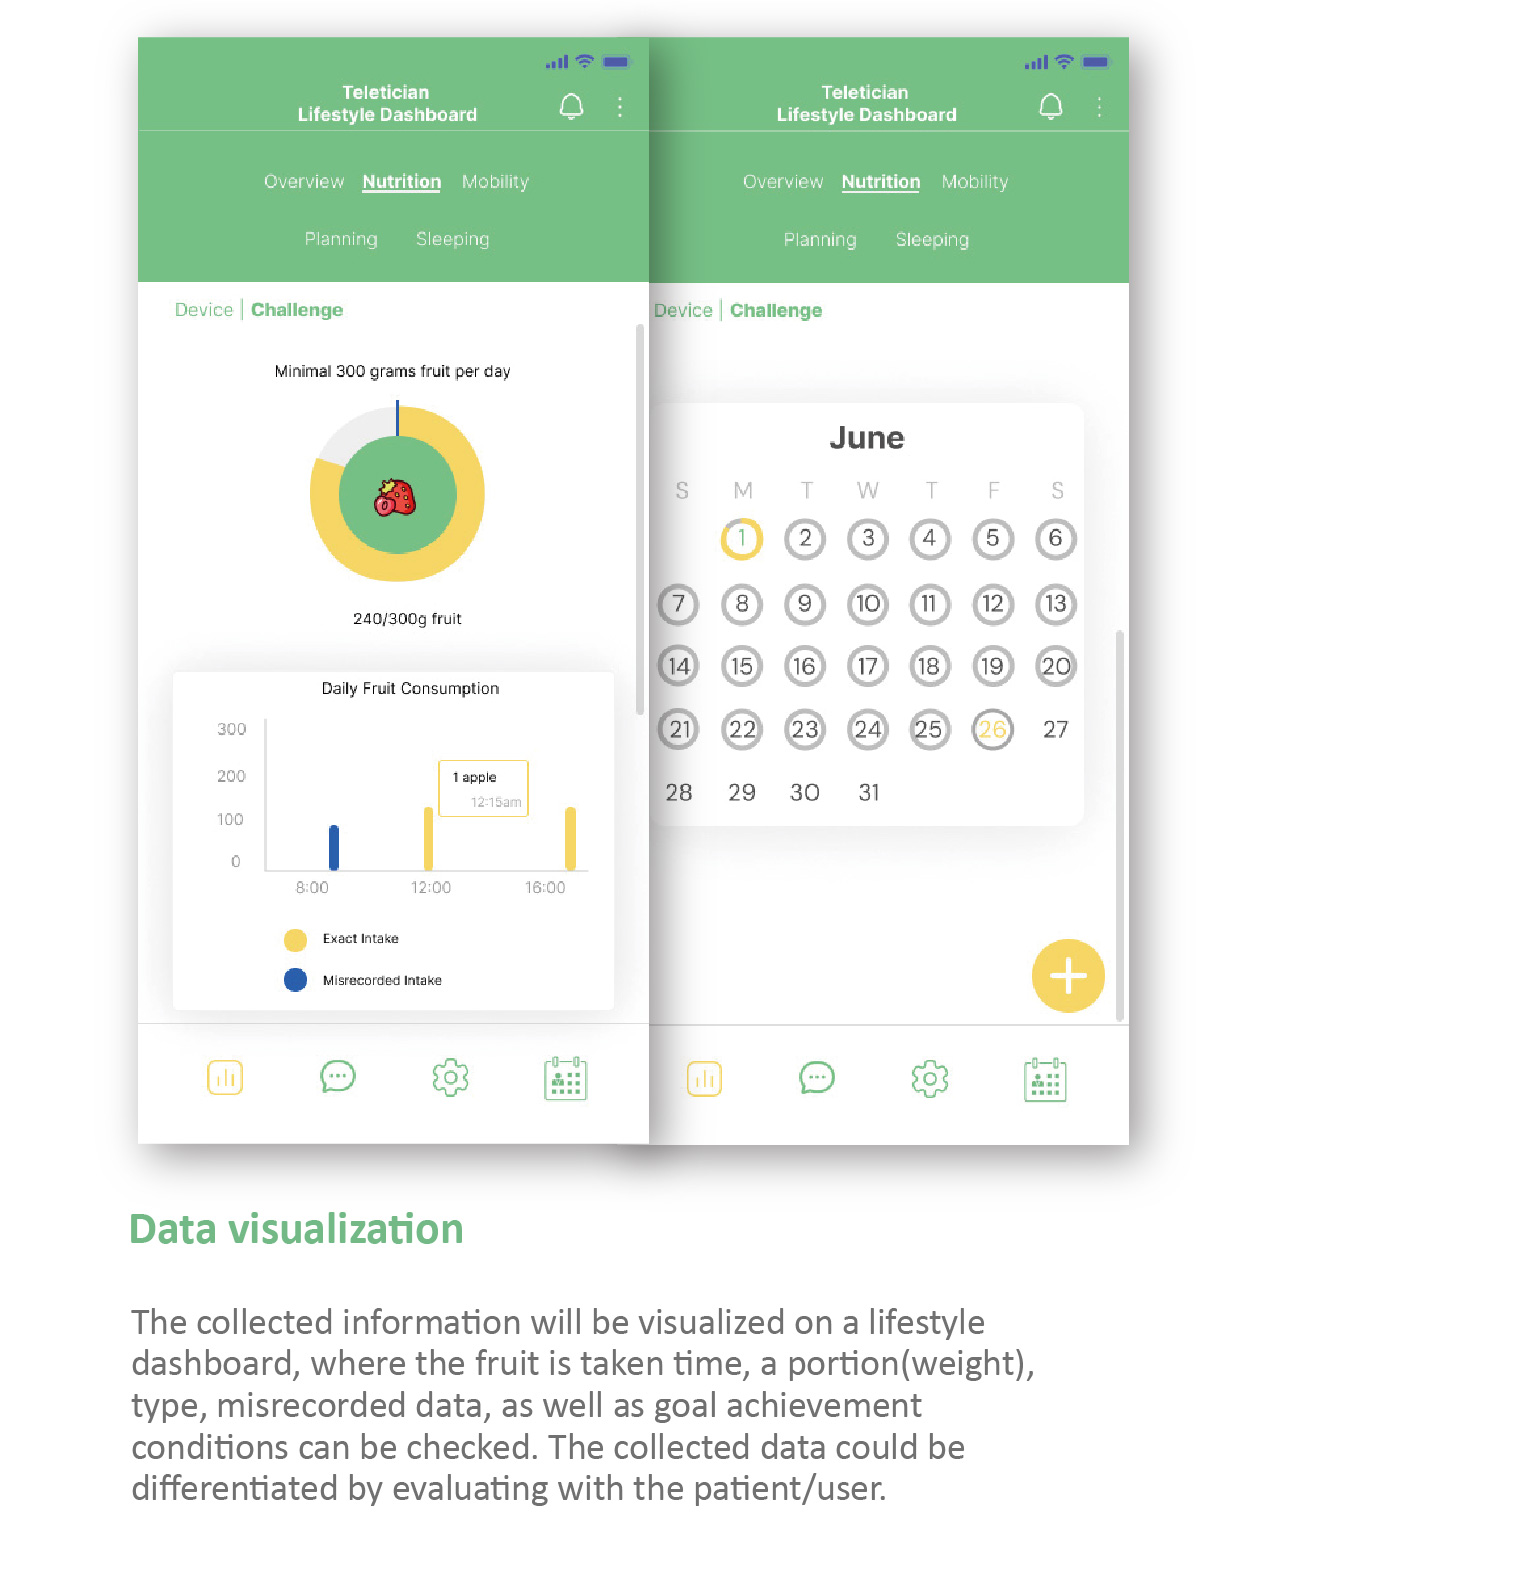 Teletician
Lifestyle Dashboard
Overview Nutrition Mobility
Planning Sleeping
Device | Challenge
Minimal 300 grams fruit per day
240/300g fruit
Daily Fruit Consumption
300
200
100
0
1 apple
12:15am
8:00 12:00 16:00
Exact Intake
Misrecorded Intake
Teletician
Lifestyle Dashboard
Overview Nutrition Mobility
Planning Sleeping
Device | Challenge
June
S M T W T F S
1 2 3 4 5 6
7 8 9 10 11 12 13
14 15 16 17 18 19 20
21 22 23 24 25 26 27
28 29 30 31
Data visualization
The collected information will be visualized on a lifestyle
dashboard, where the fruit is taken time, a portion(weight),
type, misrecorded data, as well as goal achievement
conditions can be checked. The collected data could be
differentiated by evaluating with the patient/user.